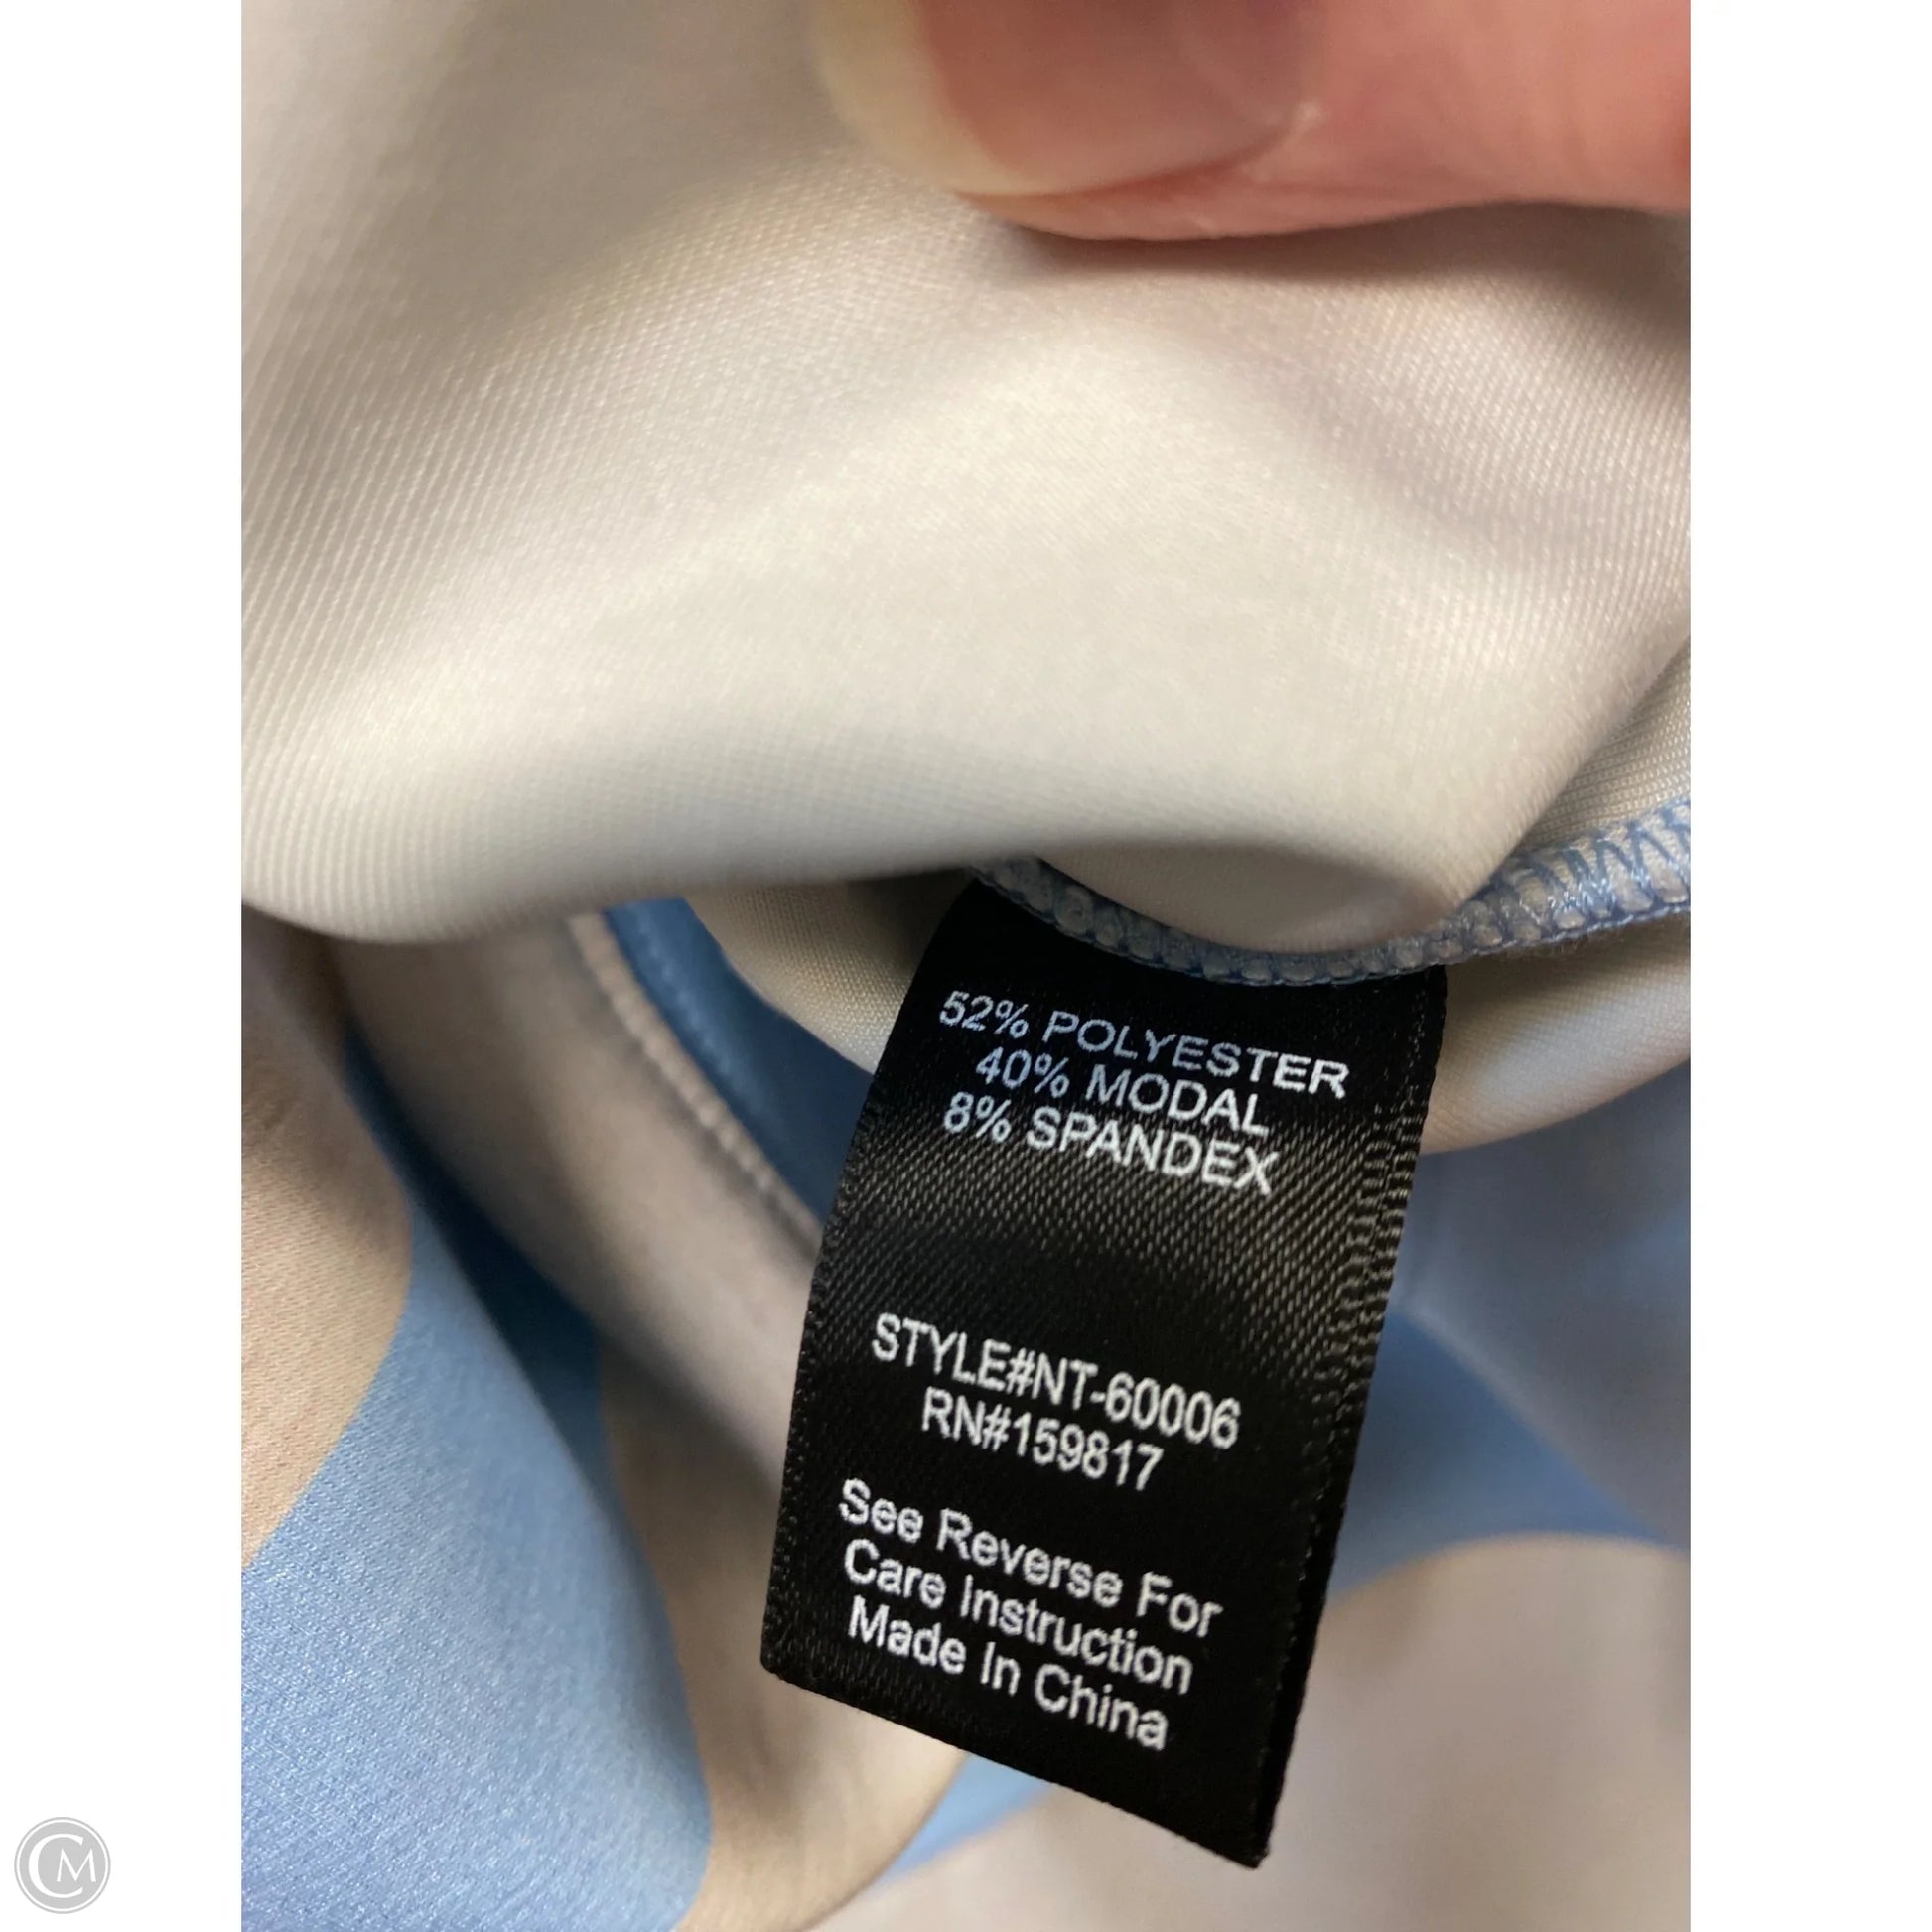 52% POLYESTER
40% MODAL
8% SPANDEX
STYLE#NT-60006
RN#159817
See Reverse For
Care Instruction
Made In China
CM